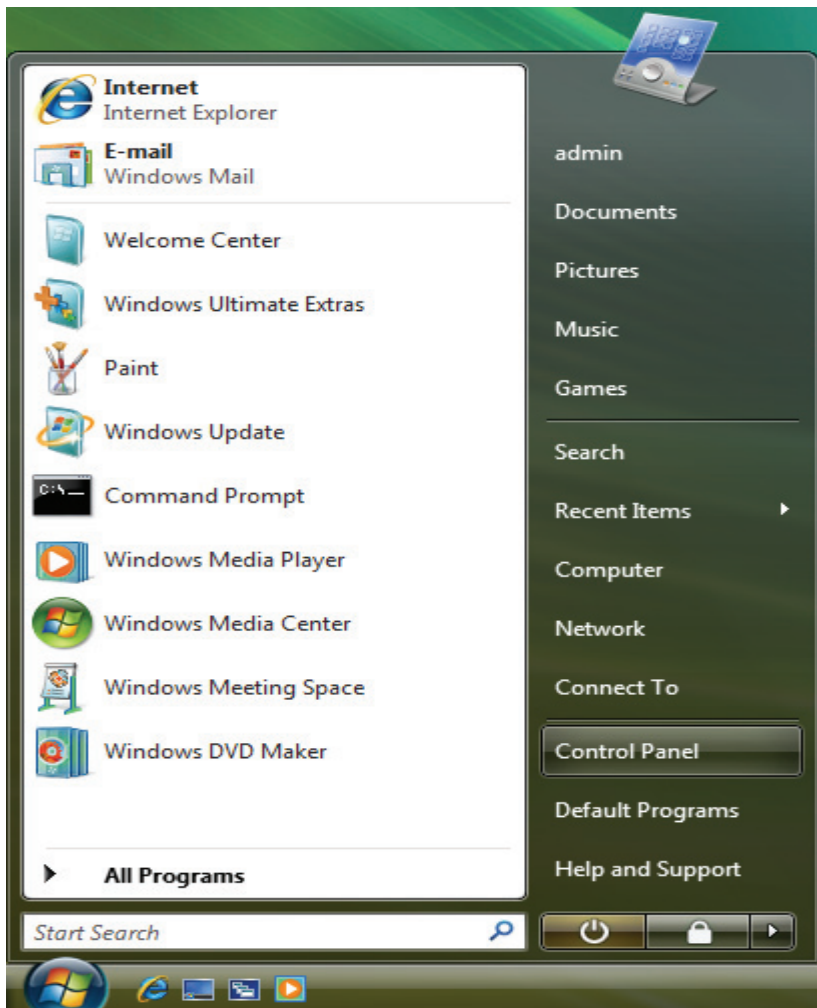 Internet
Internet Explorer
E-mail
Windows Mail
Welcome Center
Windows Ultimate Extras
Paint
Windows Update
C:\_
Command Prompt
Windows Media Player
Windows Media Center
Windows Meeting Space
Windows DVD Maker
All Programs
Start Search
admin
Documents
Pictures
Music
Games
Search
Recent Items
Computer
Network
Connect To
Control Panel
Default Programs
Help and Support